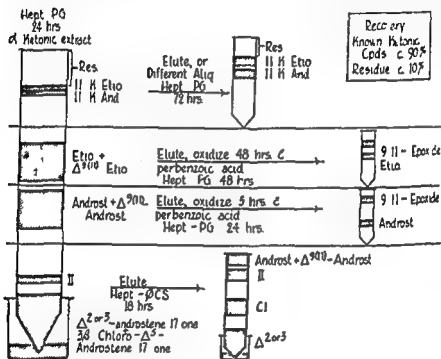 Hept PG
24 hrs
α Ketonic extract
Res.
11 K Etio
11 K And
Elute, or
Different Aliq
Hept PG
72 hrs.
Res
11 K Etio
11 K And
Recovery
Known Ketonic
Cpds c. 90%
Residue c. 10%
Etio +
Δ9(11) Etio
Elute, oxidize 48 hrs. c̄
perbenzoic acid
Hept PG 48 hrs
9-11-Epoxide
Etio
Androst + Δ9(11)-
Androst
Elute, oxidize 5 hrs. c̄
perbenzoic acid
Hept-PG 24 hrs.
9-11-Epoxide
Androst
II
Elute
Hept-ØCS
18 hrs
Δ2 or 3-androstene 17 one
3β Chloro-Δ5-
Androstene 17 one
Androst + Δ9(11)-Androst
II
Cl
Δ2 or 3